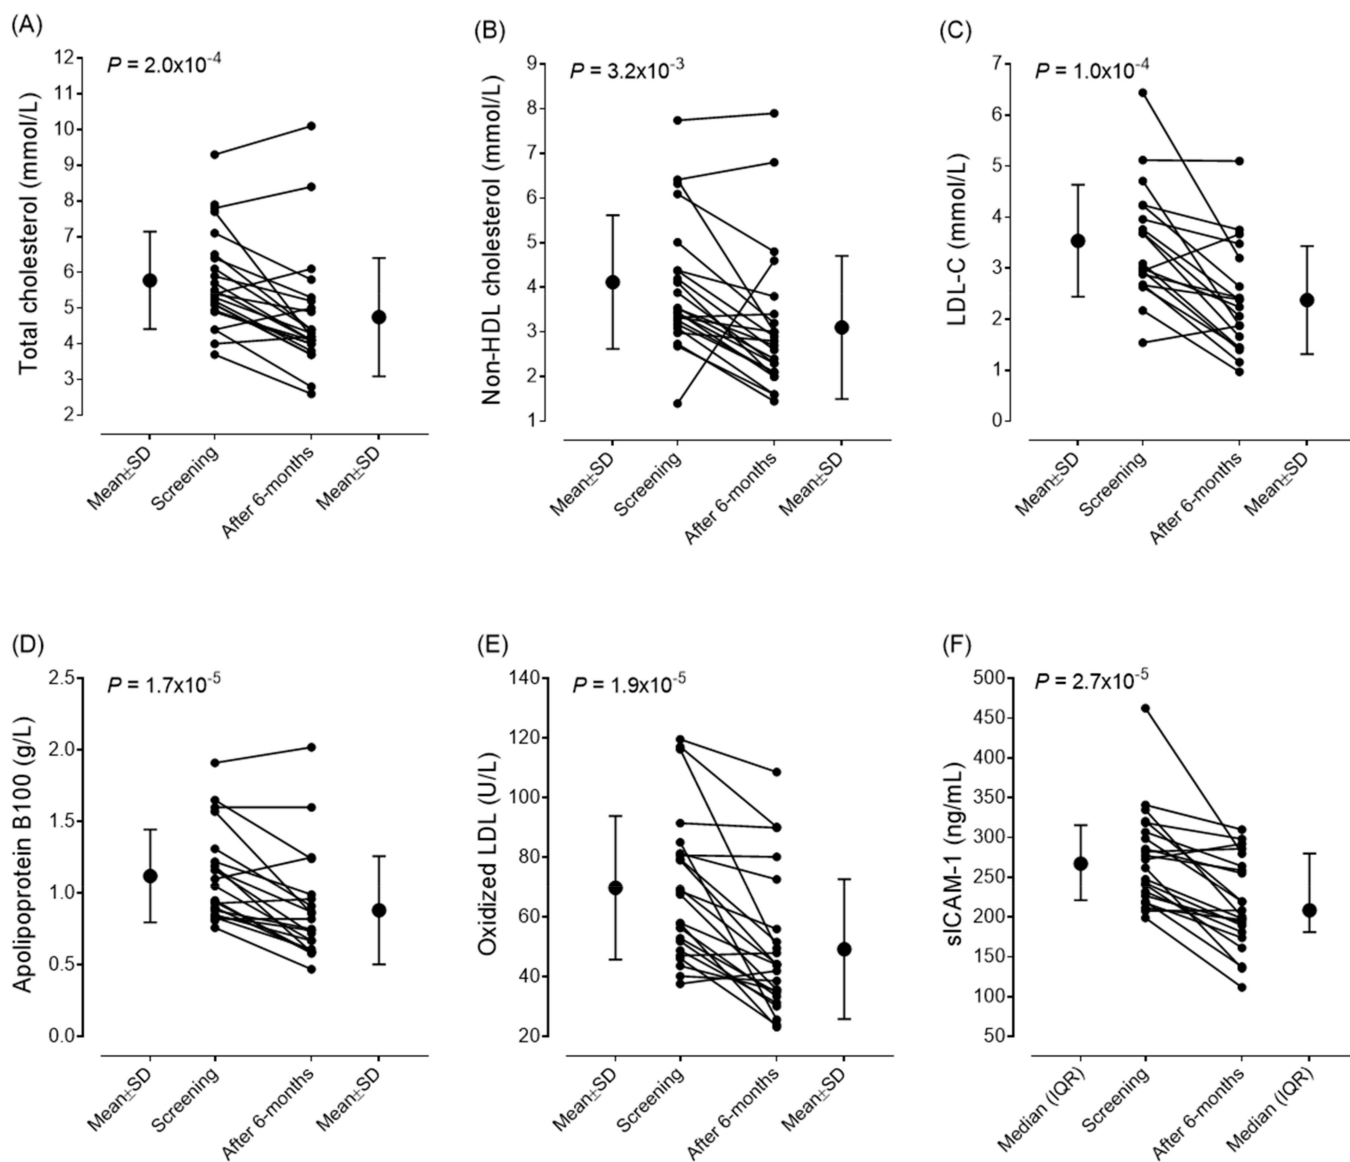 (A)
P = 2.0x10-4
Total cholesterol (mmol/L)
12
11
10
9
8
7
6
5
4
3
2
Mean±SD
Screening
After 6-months
Mean±SD
(B)
P = 3.2x10-3
Non-HDL cholesterol (mmol/L)
9
8
7
6
5
4
3
2
1
Mean±SD
Screening
After 6-months
Mean±SD
(C)
P = 1.0x10-4
LDL-C (mmol/L)
7
6
5
4
3
2
1
0
Mean±SD
Screening
After 6-months
Mean±SD
(D)
P = 1.7x10-5
Apolipoprotein B100 (g/L)
2.5
2.0
1.5
1.0
0.5
0.0
Mean±SD
Screening
After 6-months
Mean±SD
(E)
P = 1.9x10-5
Oxidized LDL (U/L)
140
120
100
80
60
40
20
Mean±SD
Screening
After 6-months
Mean±SD
(F)
P = 2.7x10-5
sICAM-1 (ng/mL)
500
450
400
350
300
250
200
150
100
50
Median (IQR)
Screening
After 6-months
Median (IQR)